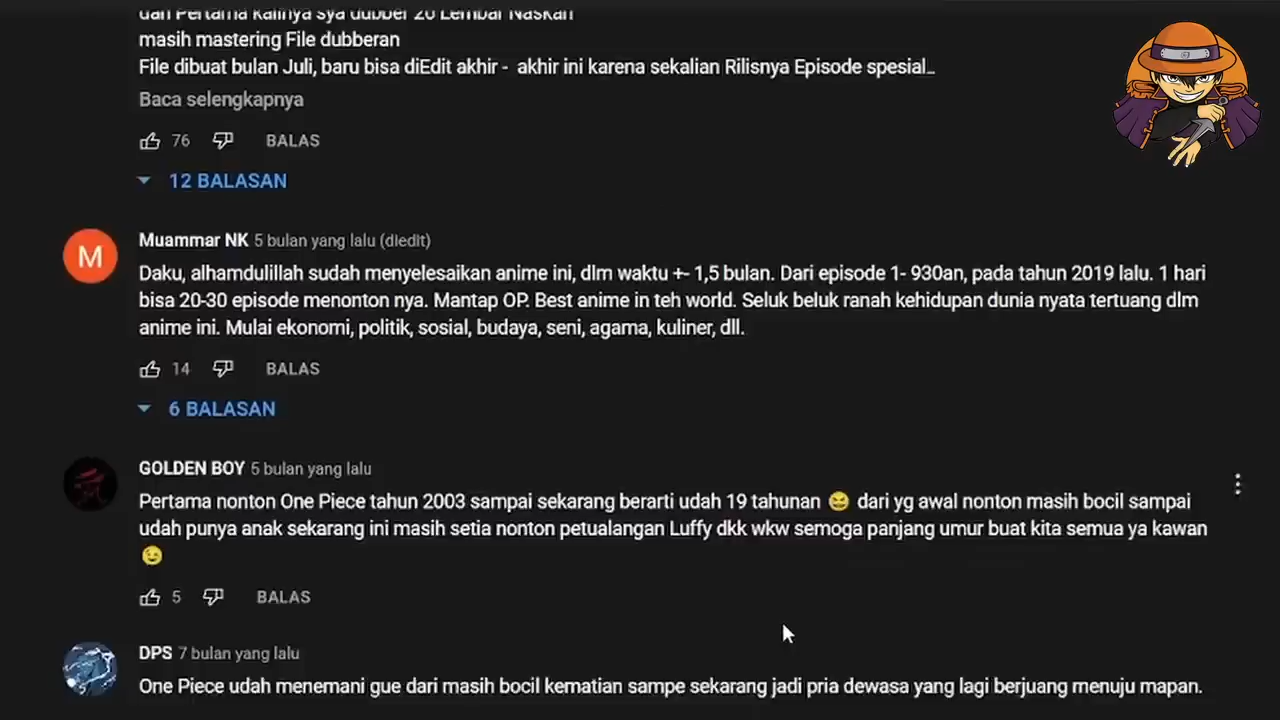 dan Pertama kalinya sya dubber 20 Lembar Naskah
masih mastering File dubberan
File dibuat bulan Juli, baru bisa diEdit akhir - akhir ini karena sekalian Rilisnya Episode spesial...
Baca selengkapnya
76 BALAS
12 BALASAN
M
Muammar NK 5 bulan yang lalu (diedit)
Daku, alhamdulillah sudah menyelesaikan anime ini, dlm waktu +- 1,5 bulan. Dari episode 1- 930an, pada tahun 2019 lalu. 1 hari
bisa 20-30 episode menonton nya. Mantap OP. Best anime in teh world. Seluk beluk ranah kehidupan dunia nyata tertuang dlm
anime ini. Mulai ekonomi, politik, sosial, budaya, seni, agama, kuliner, dll.
14 BALAS
6 BALASAN
GOLDEN BOY 5 bulan yang lalu
Pertama nonton One Piece tahun 2003 sampai sekarang berarti udah 19 tahunan 😆 dari yg awal nonton masih bocil sampai
udah punya anak sekarang ini masih setia nonton petualangan Luffy dkk wkw semoga panjang umur buat kita semua ya kawan
😉
5 BALAS
DPS 7 bulan yang lalu
One Piece udah menemani gue dari masih bocil kematian sampe sekarang jadi pria dewasa yang lagi berjuang menuju mapan.